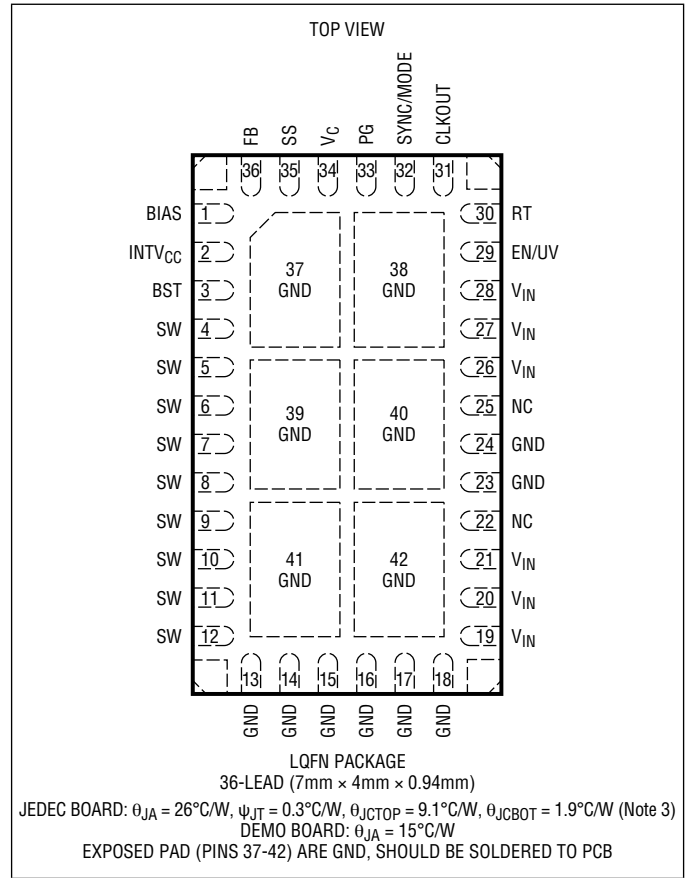 TOP VIEW
FB
SS
VC
PG
SYNC/MODE
CLKOUT
36 35 34 33 32 31
BIAS 1
INTVCC 2
BST 3
SW 4
SW 5
SW 6
SW 7
SW 8
SW 9
SW 10
SW 11
SW 12
37
GND
38
GND
39
GND
40
GND
41
GND
42
GND
30 RT
29 EN/UV
28 VIN
27 VIN
26 VIN
25 NC
24 GND
23 GND
22 NC
21 VIN
20 VIN
19 VIN
13 14 15 16 17 18
GND
GND
GND
GND
GND
GND
LQFN PACKAGE
36-LEAD (7mm × 4mm × 0.94mm)
JEDEC BOARD: θJA = 26°C/W, ψJT = 0.3°C/W, θJCTOP = 9.1°C/W, θJCBOT = 1.9°C/W (Note 3)
DEMO BOARD: θJA = 15°C/W
EXPOSED PAD (PINS 37-42) ARE GND, SHOULD BE SOLDERED TO PCB